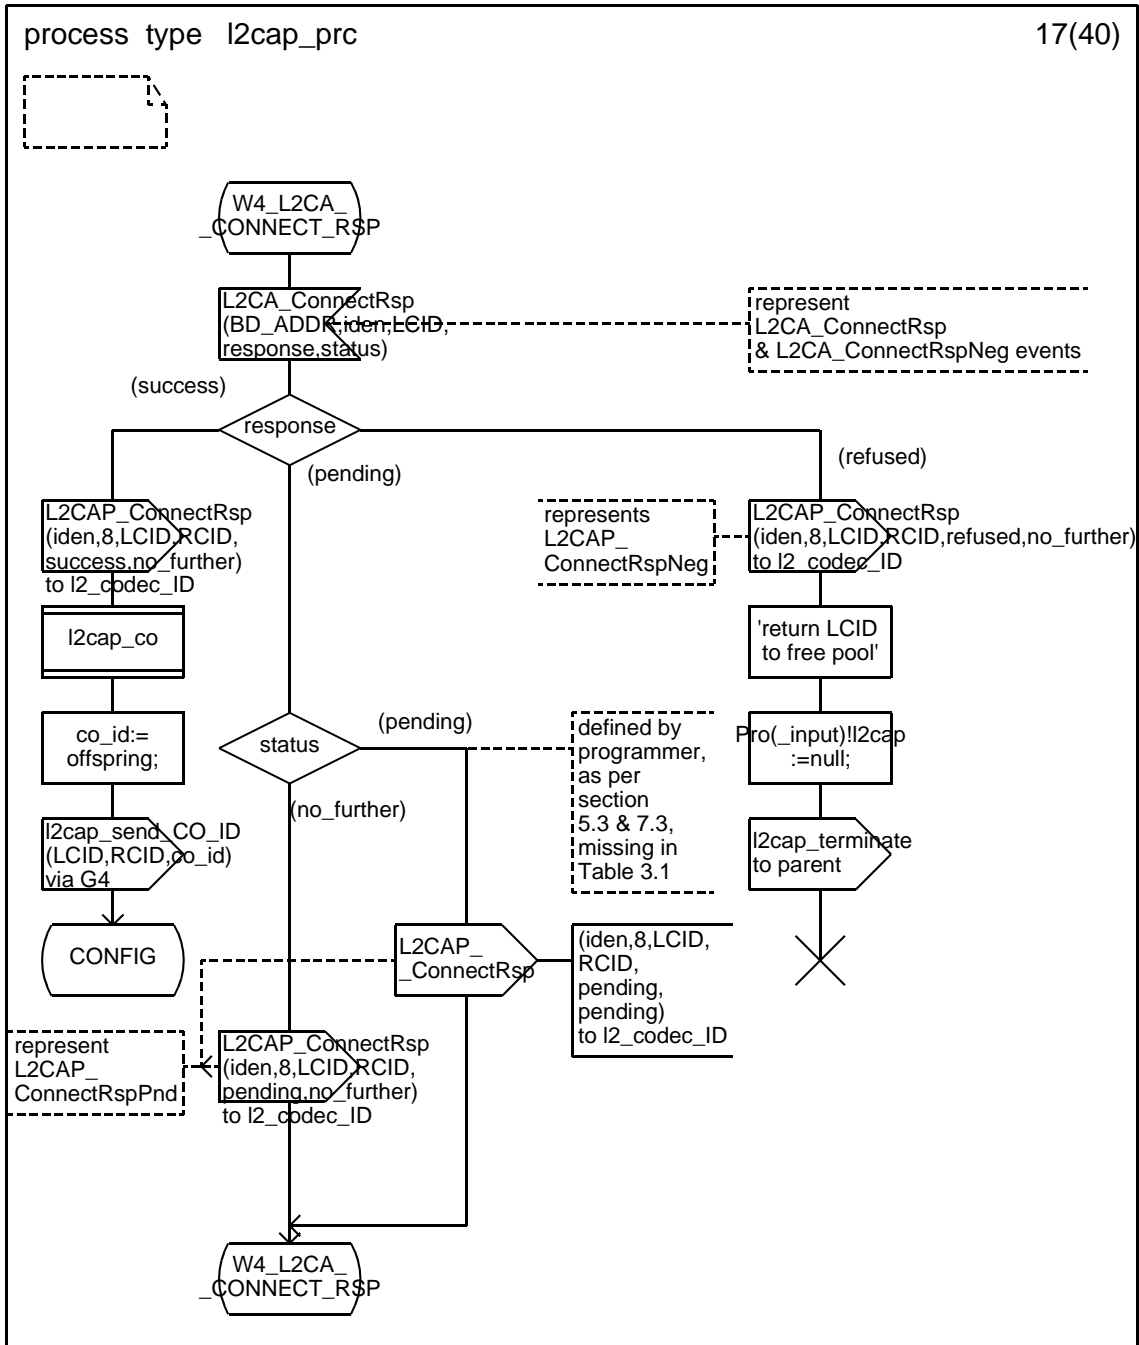 process type l2cap_prc
17(40)
W4_L2CA_
_CONNECT_RSP
L2CA_ConnectRsp
(BD_ADDR,iden,LCID,
response,status)
represent
L2CA_ConnectRsp
& L2CA_ConnectRspNeg events
(success)
response
(pending)
(refused)
L2CAP_ConnectRsp
(iden,8,LCID,RCID,
success,no_further)
to l2_codec_ID
represents
L2CAP_
ConnectRspNeg
L2CAP_ConnectRsp
(iden,8,LCID,RCID,refused,no_further)
to l2_codec_ID
l2cap_co
'return LCID
to free pool'
co_id:=
offspring;
status
(pending)
(no_further)
defined by
programmer,
as per
section
5.3 & 7.3,
missing in
Table 3.1
Pro(_input)!l2cap
:=null;
l2cap_send_CO_ID
(LCID,RCID,co_id)
via G4
l2cap_terminate
to parent
CONFIG
L2CAP_
_ConnectRsp
(iden,8,LCID,
RCID,
pending,
pending)
to l2_codec_ID
represent
L2CAP_
ConnectRspPnd
L2CAP_ConnectRsp
(iden,8,LCID,RCID,
pending,no_further)
to l2_codec_ID
W4_L2CA_
_CONNECT_RSP